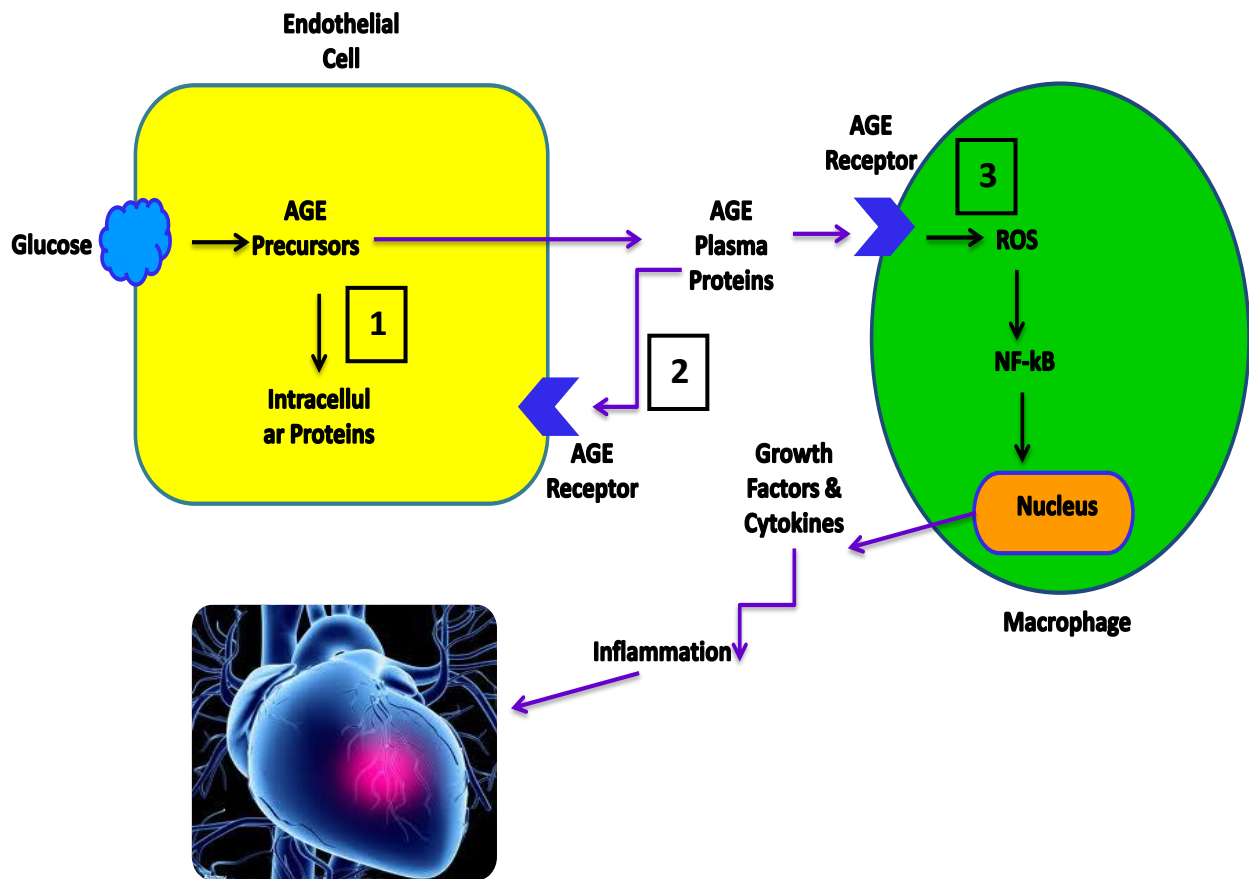 Endothelial
Cell
Glucose
AGE
Precursors
1
Intracellul
ar Proteins
AGE
Plasma
Proteins
2
AGE
Receptor
AGE
Receptor
3
ROS
NF-kB
Nucleus
Macrophage
Growth
Factors &
Cytokines
Inflammation